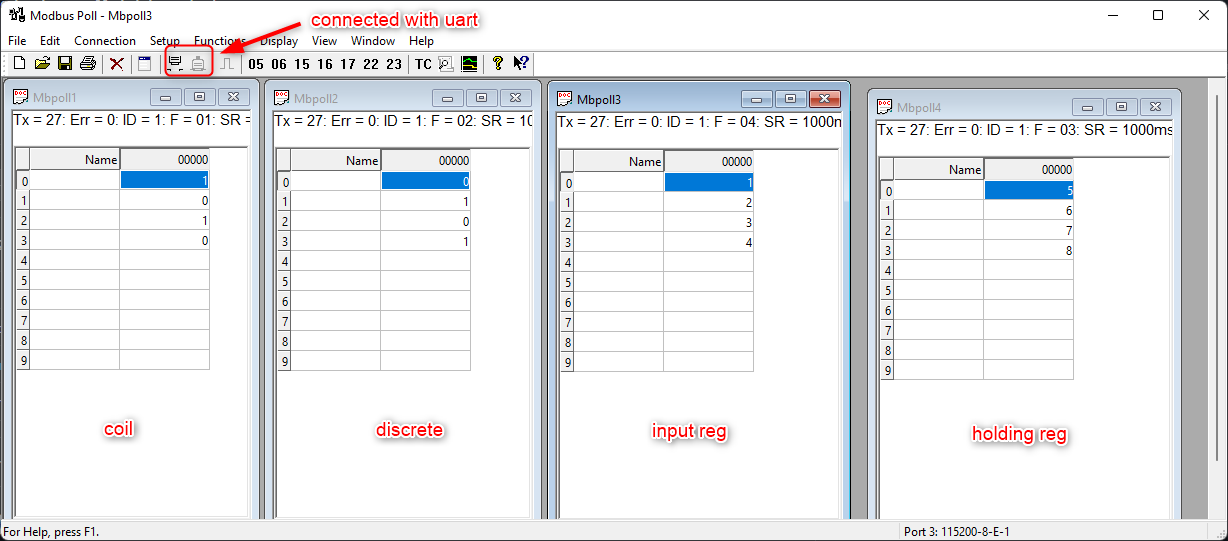 Modbus Poll - Mbpoll3
connected with uart
File Edit Connection Setup Functions Display View Window Help
05 06 15 16 17 22 23 TC
Mbpoll1
Tx = 27: Err = 0: ID = 1: F = 01: SR =
Name 00000
0 1
1 0
2 1
3 0
4
5
6
7
8
9
coil
Mbpoll2
Tx = 27: Err = 0: ID = 1: F = 02: SR = 10
Name 00000
0 0
1 1
2 0
3 1
4
5
6
7
8
9
discrete
Mbpoll3
Tx = 27: Err = 0: ID = 1: F = 04: SR = 1000m
Name 00000
0 1
1 2
2 3
3 4
4
5
6
7
8
9
input reg
Mbpoll4
Tx = 27: Err = 0: ID = 1: F = 03: SR = 1000ms
Name 00000
0 5
1 6
2 7
3 8
4
5
6
7
8
9
holding reg
For Help, press F1.
Port 3: 115200-8-E-1